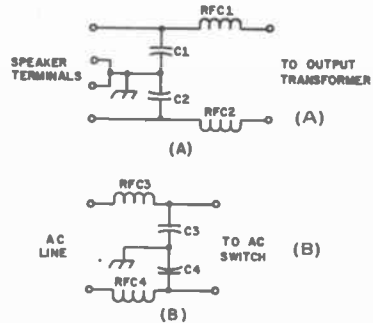 RFC1
C1
SPEAKER
TERMINALS
TO OUTPUT
TRANSFORMER
C2
(A)
RFC2
(A)
RFC3
C3
AC
LINE
TO AC
SWITCH
(B)
C4
RFC4
(B)